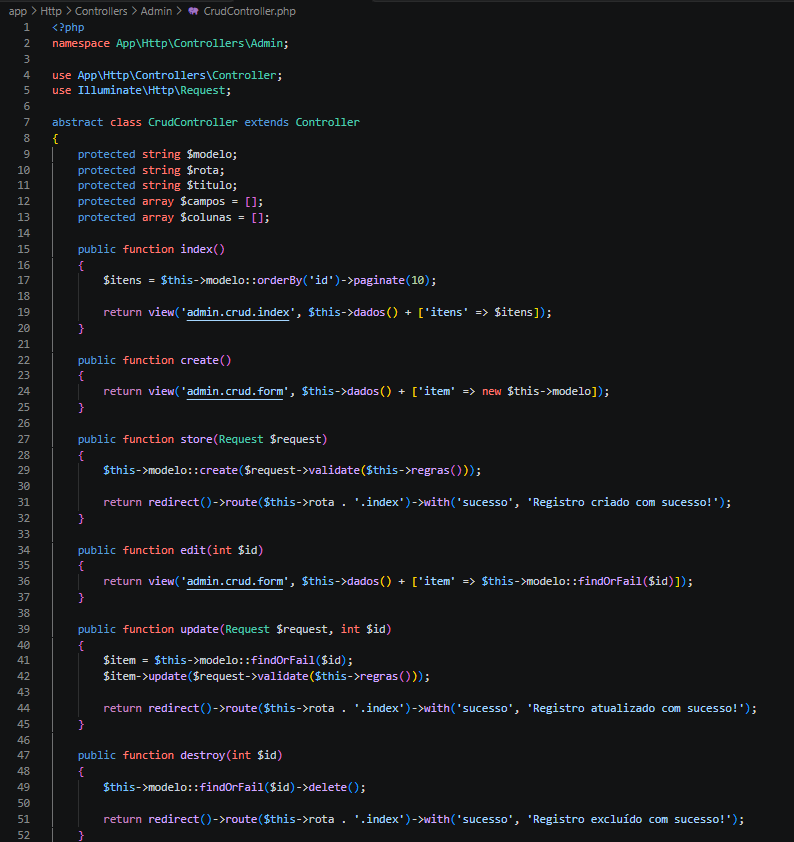 app > Http > Controllers > Admin > CrudController.php
1 <?php
2 namespace App\Http\Controllers\Admin;
3
4 use App\Http\Controllers\Controller;
5 use Illuminate\Http\Request;
6
7 abstract class CrudController extends Controller
8 {
9     protected string $modelo;
10     protected string $rota;
11     protected string $titulo;
12     protected array $campos = [];
13     protected array $colunas = [];
14
15     public function index()
16     {
17         $itens = $this->modelo::orderBy('id')->paginate(10);
18
19         return view('admin.crud.index', $this->dados() + ['itens' => $itens]);
20     }
21
22     public function create()
23     {
24         return view('admin.crud.form', $this->dados() + ['item' => new $this->modelo]);
25     }
26
27     public function store(Request $request)
28     {
29         $this->modelo::create($request->validate($this->regras()));
30
31         return redirect()->route($this->rota . '.index')->with('sucesso', 'Registro criado com sucesso!');
32     }
33
34     public function edit(int $id)
35     {
36         return view('admin.crud.form', $this->dados() + ['item' => $this->modelo::findOrFail($id)]);
37     }
38
39     public function update(Request $request, int $id)
40     {
41         $item = $this->modelo::findOrFail($id);
42         $item->update($request->validate($this->regras()));
43
44         return redirect()->route($this->rota . '.index')->with('sucesso', 'Registro atualizado com sucesso!');
45     }
46
47     public function destroy(int $id)
48     {
49         $this->modelo::findOrFail($id)->delete();
50
51         return redirect()->route($this->rota . '.index')->with('sucesso', 'Registro excluído com sucesso!');
52     }